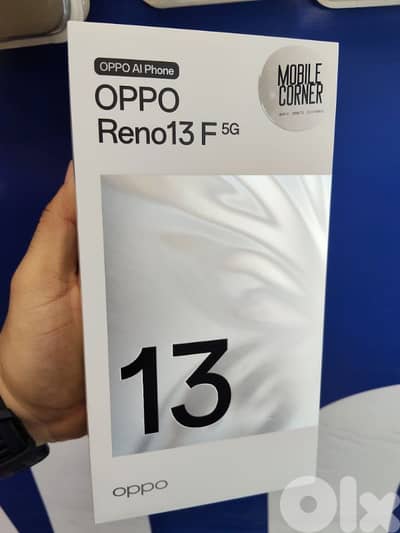 OPPO AI Phone
OPPO
Reno13 F 5G
MOBILE
CORNER
13
oppo
OLX